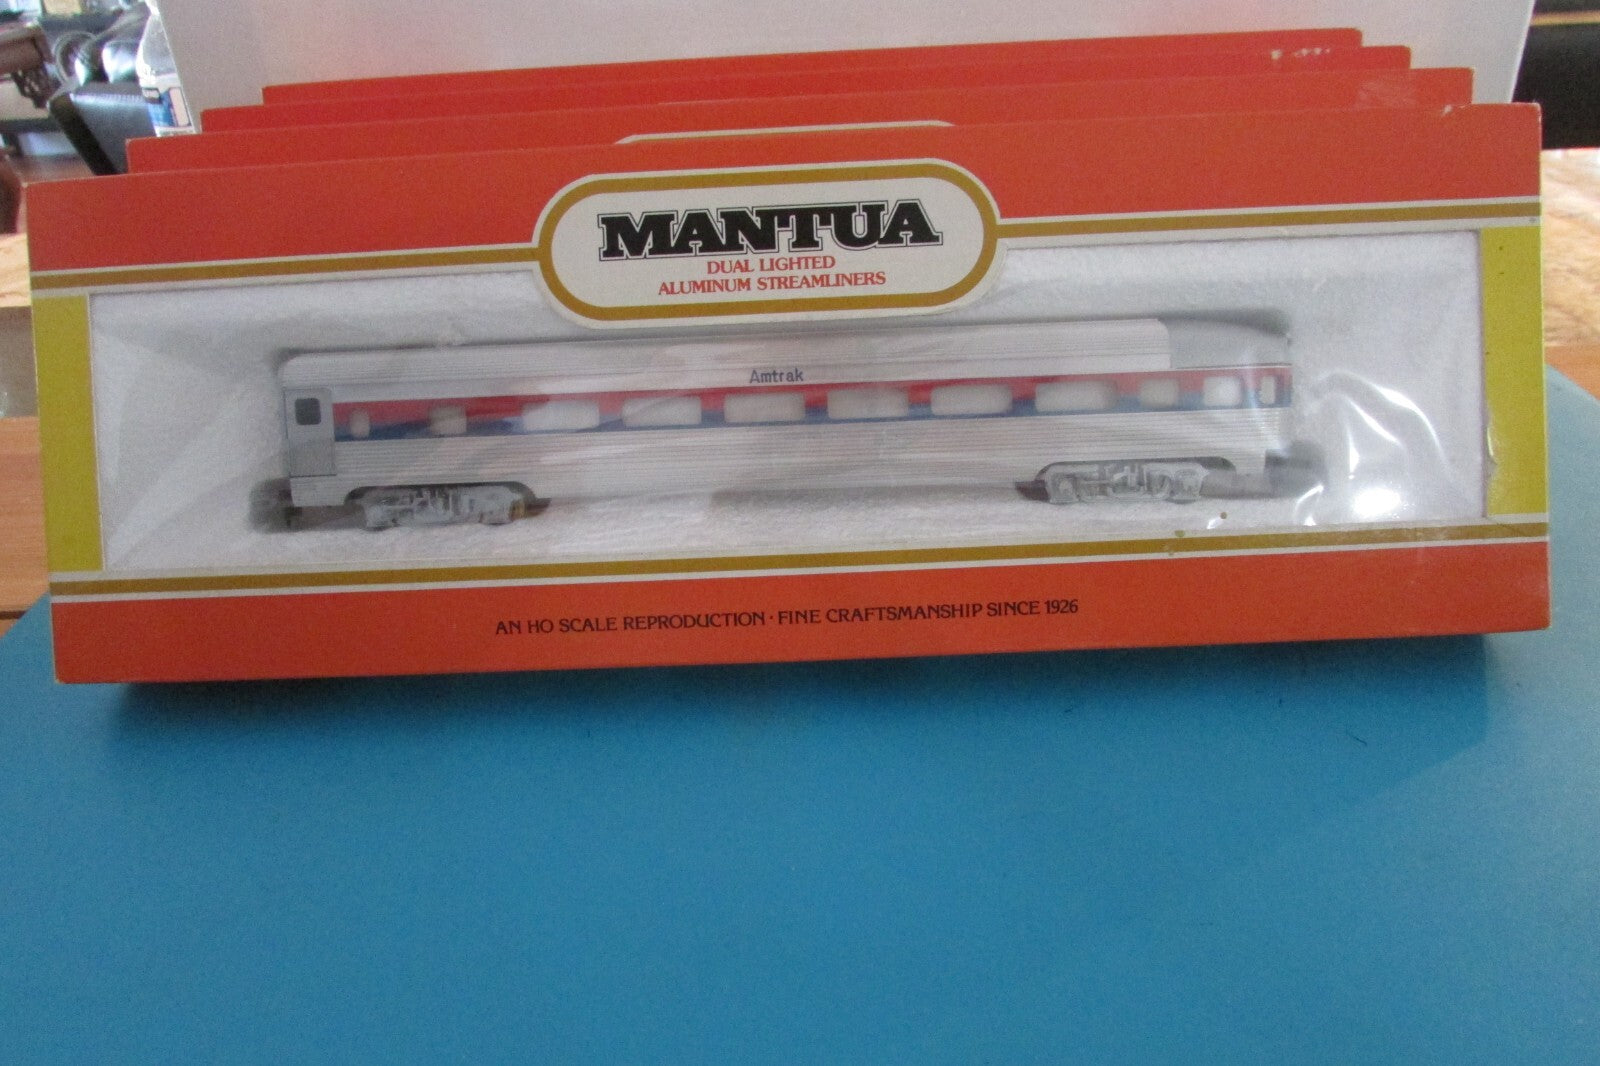 MANTUA
DUAL LIGHTED
ALUMINUM STREAMLINERS
Amtrak
AN HO SCALE REPRODUCTION · FINE CRAFTSMANSHIP SINCE 1926